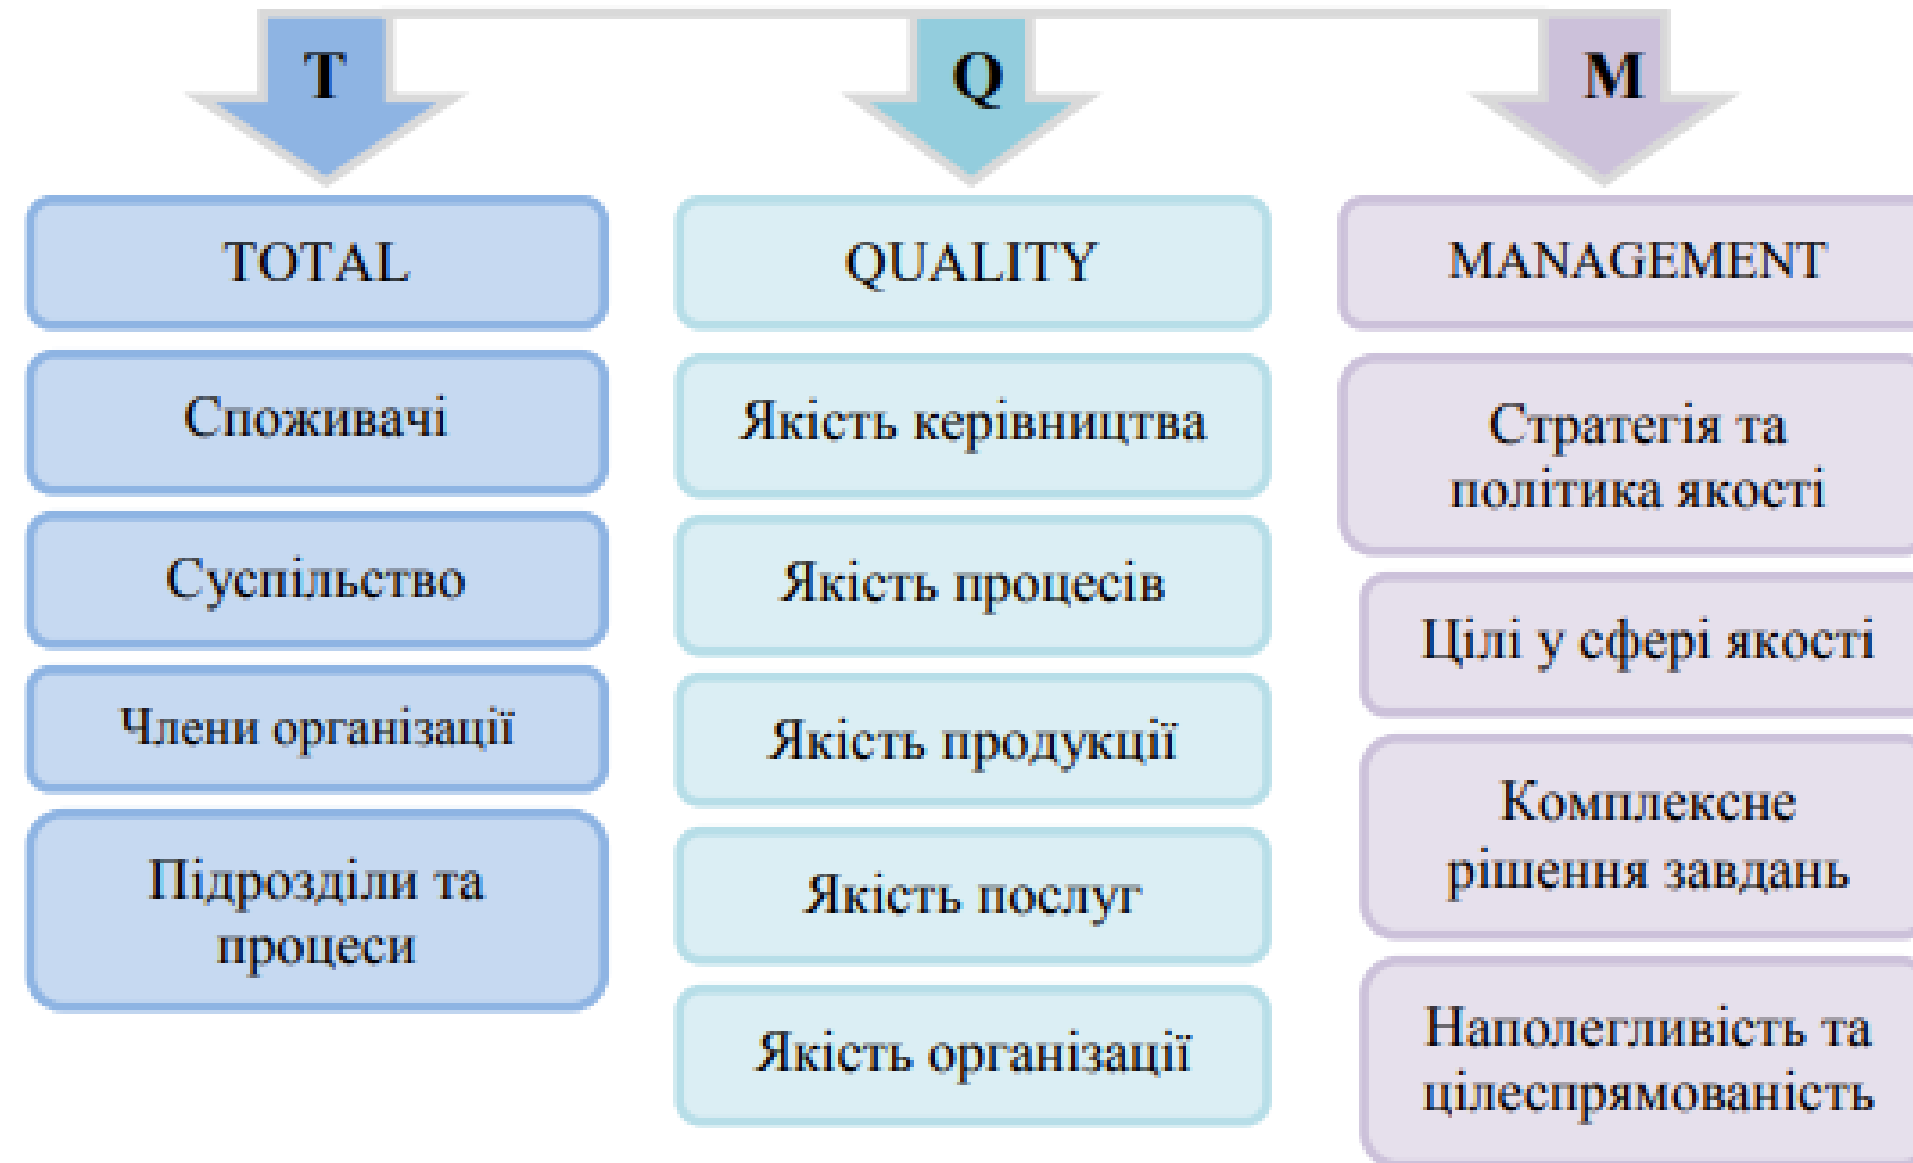 T
Q
M
TOTAL
Споживачі
Суспільство
Члени організації
Підрозділи та
процеси
QUALITY
Якість керівництва
Якість процесів
Якість продукції
Якість послуг
Якість організації
MANAGEMENT
Стратегія та
політика якості
Цілі у сфері якості
Комплексне
рішення завдань
Наполегливість та
цілеспрямованість